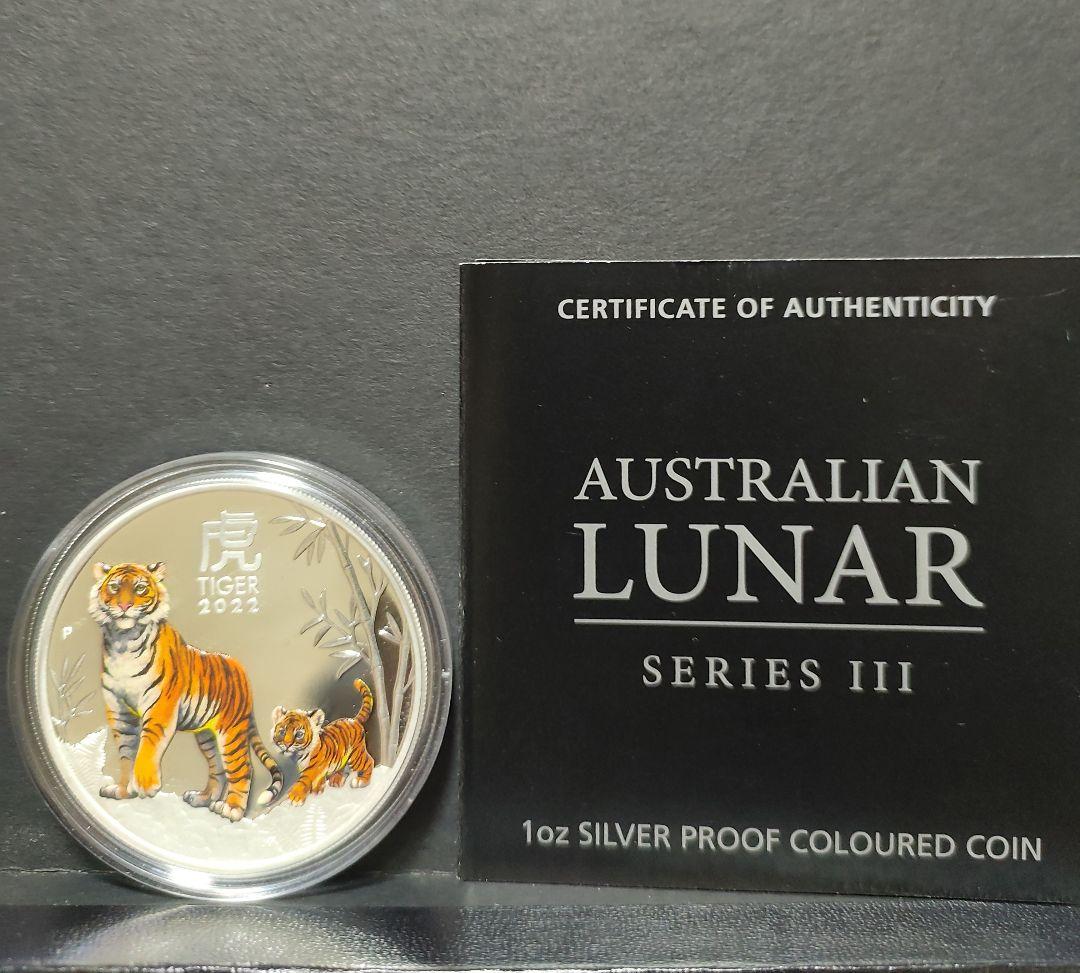 虎
TIGER
2022
P
CERTIFICATE OF AUTHENTICITY
AUSTRALIAN
LUNAR
SERIES III
1oz SILVER PROOF COLOURED COIN